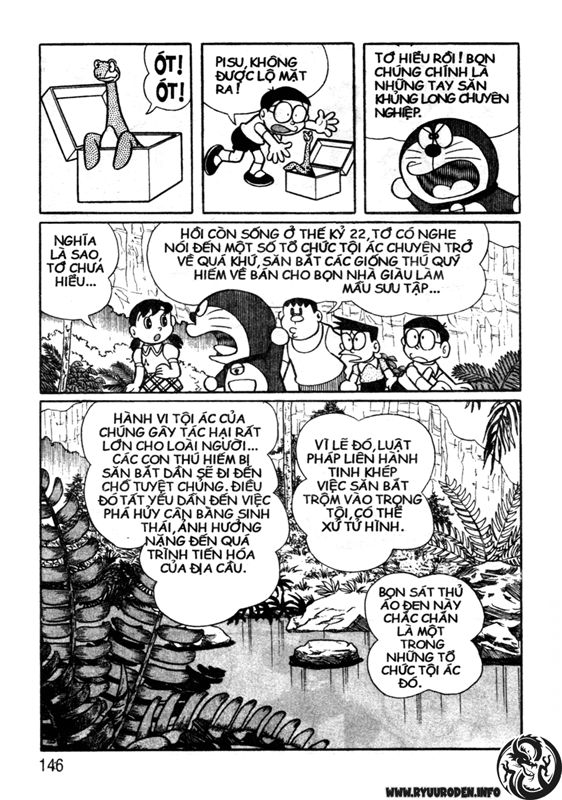 ÓT!
ÓT!
PISU, KHÔNG
ĐƯỢC LỘ MẶT
RA!
TỚ HIỂU RỒI! BỌN
CHÚNG CHÍNH LÀ
NHỮNG TAY SĂN
KHỦNG LONG CHUYÊN
NGHIỆP.
NGHĨA
LÀ SAO,
TỚ CHƯA
HIỂU...
HỒI CÒN SỐNG Ở THẾ KỶ 22, TỚ CÓ NGHE
NÓI ĐẾN MỘT SỐ TỔ CHỨC TỘI ÁC CHUYÊN TRỞ
VỀ QUÁ KHỨ, SĂN BẮT CÁC GIỐNG THÚ QUÝ
HIẾM VỀ BÁN CHO BỌN NHÀ GIÀU LÀM
MẪU SƯU TẬP...
HÀNH VI TỘI ÁC CỦA
CHÚNG GÂY TÁC HẠI RẤT
LỚN CHO LOÀI NGƯỜI...
CÁC CON THÚ HIẾM BỊ
SĂN BẮT DẦN SẼ ĐI ĐẾN
CHỖ TUYỆT CHỦNG. ĐIỀU
ĐÓ TẤT YẾU DẪN ĐẾN VIỆC
PHÁ HỦY CÂN BẰNG SINH
THÁI, ẢNH HƯỞNG
NẶNG ĐẾN QUÁ
TRÌNH TIẾN HÓA
CỦA ĐỊA CẦU.
VÌ LẼ ĐÓ, LUẬT
PHÁP LIÊN HÀNH
TINH KHÉP
VIỆC SĂN BẮT
TRỘM VÀO TRỌNG
TỘI, CÓ THỂ
XỬ TỬ HÌNH.
BỌN SÁT THỦ
ÁO ĐEN NÀY
CHẮC CHẮN
LÀ MỘT
TRONG
NHỮNG TỔ
CHỨC TỘI ÁC
ĐÓ.
146
WWW.RYUURODEN.INFO